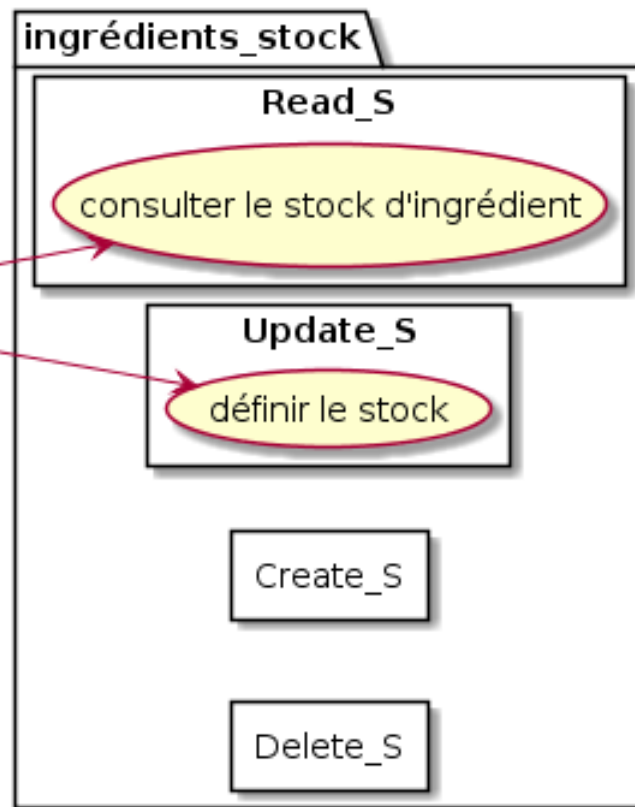 ingrédients_stock
Read_S
consulter le stock d'ingrédient
Update_S
définir le stock
Create_S
Delete_S